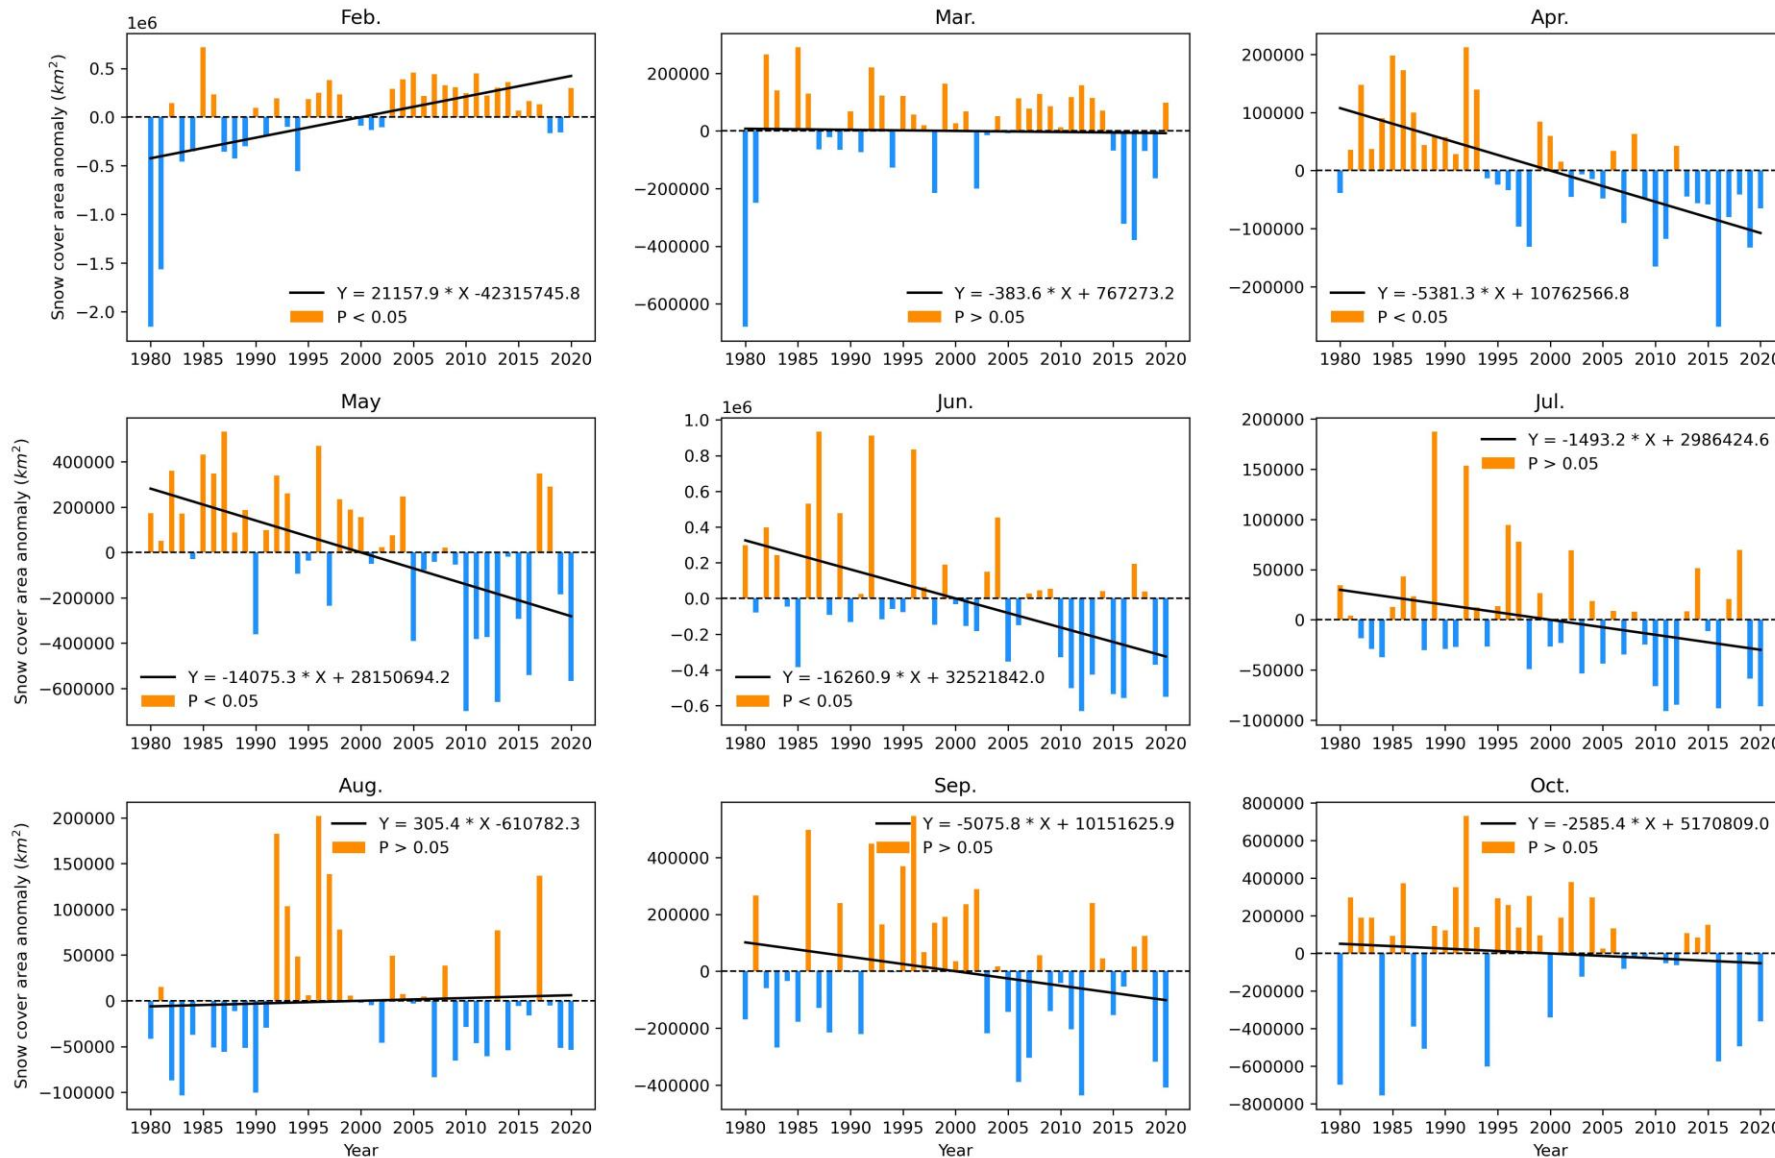 Feb.
1e6
Snow cover area anomaly (km²)
0.5
0.0
−0.5
−1.0
−1.5
−2.0
Y = 21157.9 * X -42315745.8
P < 0.05
1980 1985 1990 1995 2000 2005 2010 2015 2020
Mar.
200000
0
−200000
−400000
−600000
Y = -383.6 * X + 767273.2
P > 0.05
1980 1985 1990 1995 2000 2005 2010 2015 2020
Apr.
200000
100000
0
−100000
−200000
Y = -5381.3 * X + 10762566.8
P < 0.05
1980 1985 1990 1995 2000 2005 2010 2015 202
May
Snow cover area anomaly (km²)
400000
200000
0
−200000
−400000
−600000
Y = -14075.3 * X + 28150694.2
P < 0.05
1980 1985 1990 1995 2000 2005 2010 2015 2020
Jun.
1e6
1.0
0.8
0.6
0.4
0.2
0.0
−0.2
−0.4
−0.6
Y = -16260.9 * X + 32521842.0
P < 0.05
1980 1985 1990 1995 2000 2005 2010 2015 2020
Jul.
200000
150000
100000
50000
0
−50000
−100000
Y = -1493.2 * X + 2986424.6
P > 0.05
1980 1985 1990 1995 2000 2005 2010 2015 202
Aug.
Snow cover area anomaly (km²)
200000
150000
100000
50000
0
−50000
−100000
Y = 305.4 * X -610782.3
P > 0.05
1980 1985 1990 1995 2000 2005 2010 2015 2020
Year
Sep.
400000
200000
0
−200000
−400000
Y = -5075.8 * X + 10151625.9
P > 0.05
1980 1985 1990 1995 2000 2005 2010 2015 2020
Year
Oct.
800000
600000
400000
200000
0
−200000
−400000
−600000
−800000
Y = -2585.4 * X + 5170809.0
P > 0.05
1980 1985 1990 1995 2000 2005 2010 2015 202
Year